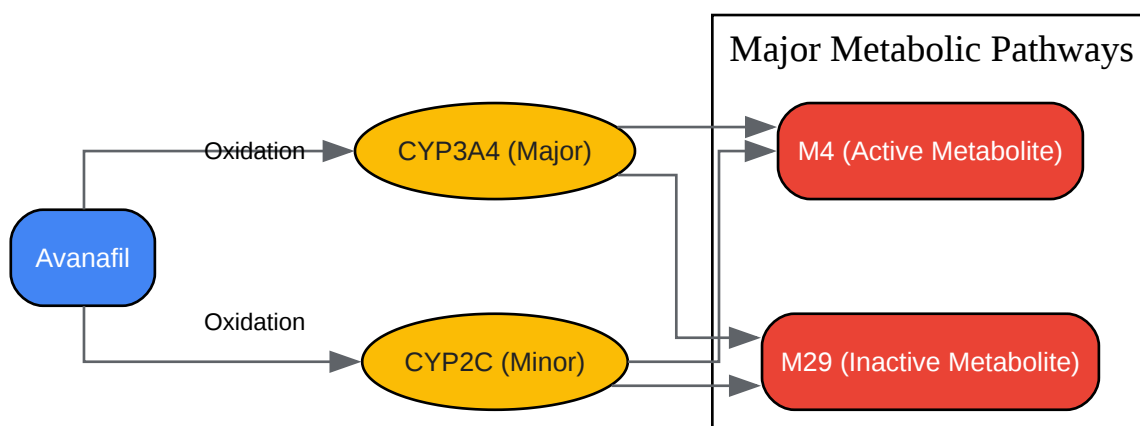 Major Metabolic Pathways
Oxidation
CYP3A4 (Major)
M4 (Active Metabolite)
Avanafil
Oxidation
CYP2C (Minor)
M29 (Inactive Metabolite)